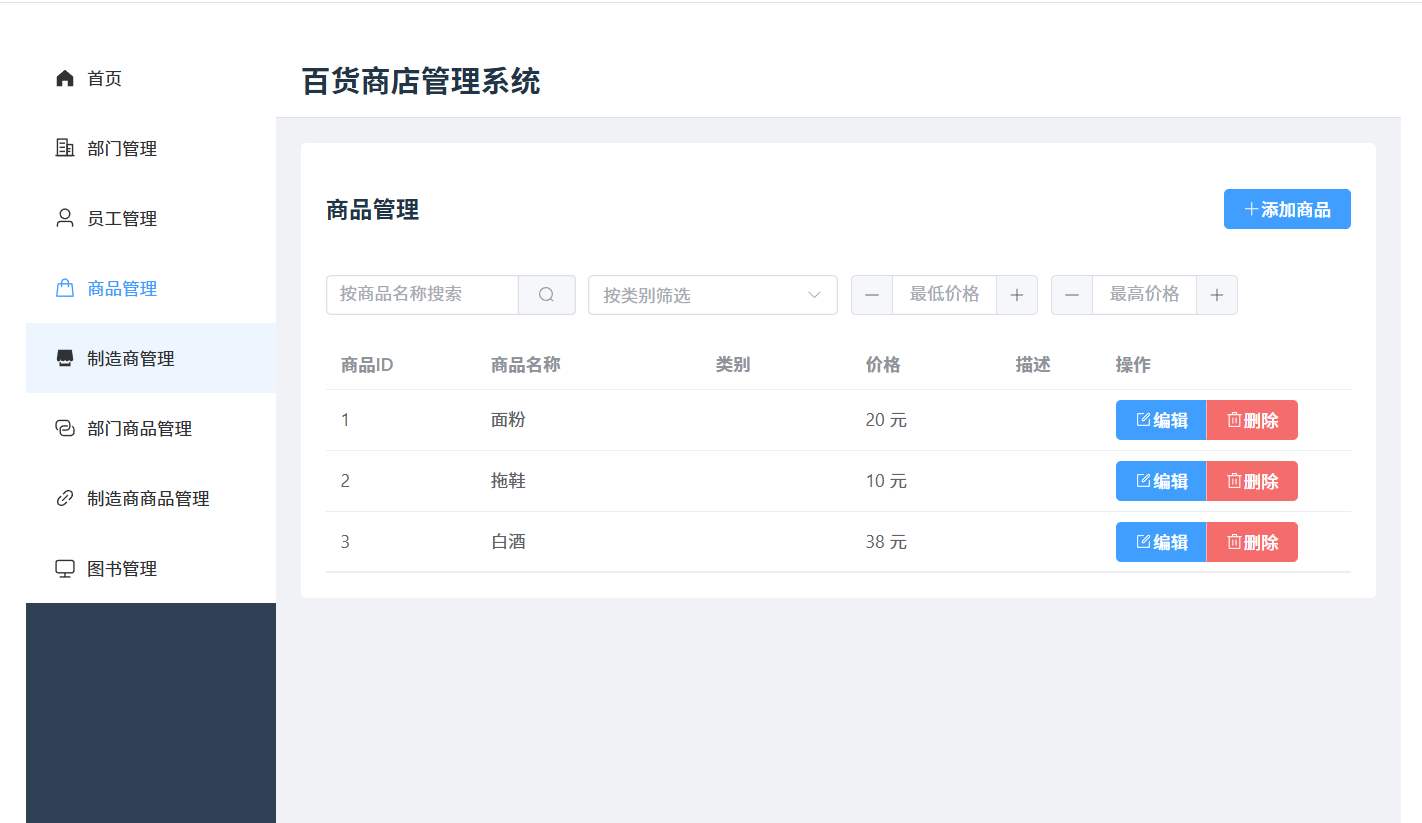 首页
部门管理
员工管理
商品管理
制造商管理
部门商品管理
制造商商品管理
图书管理
百货商店管理系统
商品管理
添加商品
按商品名称搜索 按类别筛选 最低价格 最高价格
商品ID 商品名称 类别 价格 描述 操作
1 面粉 20 元 编辑 删除
2 拖鞋 10 元 编辑 删除
3 白酒 38 元 编辑 删除